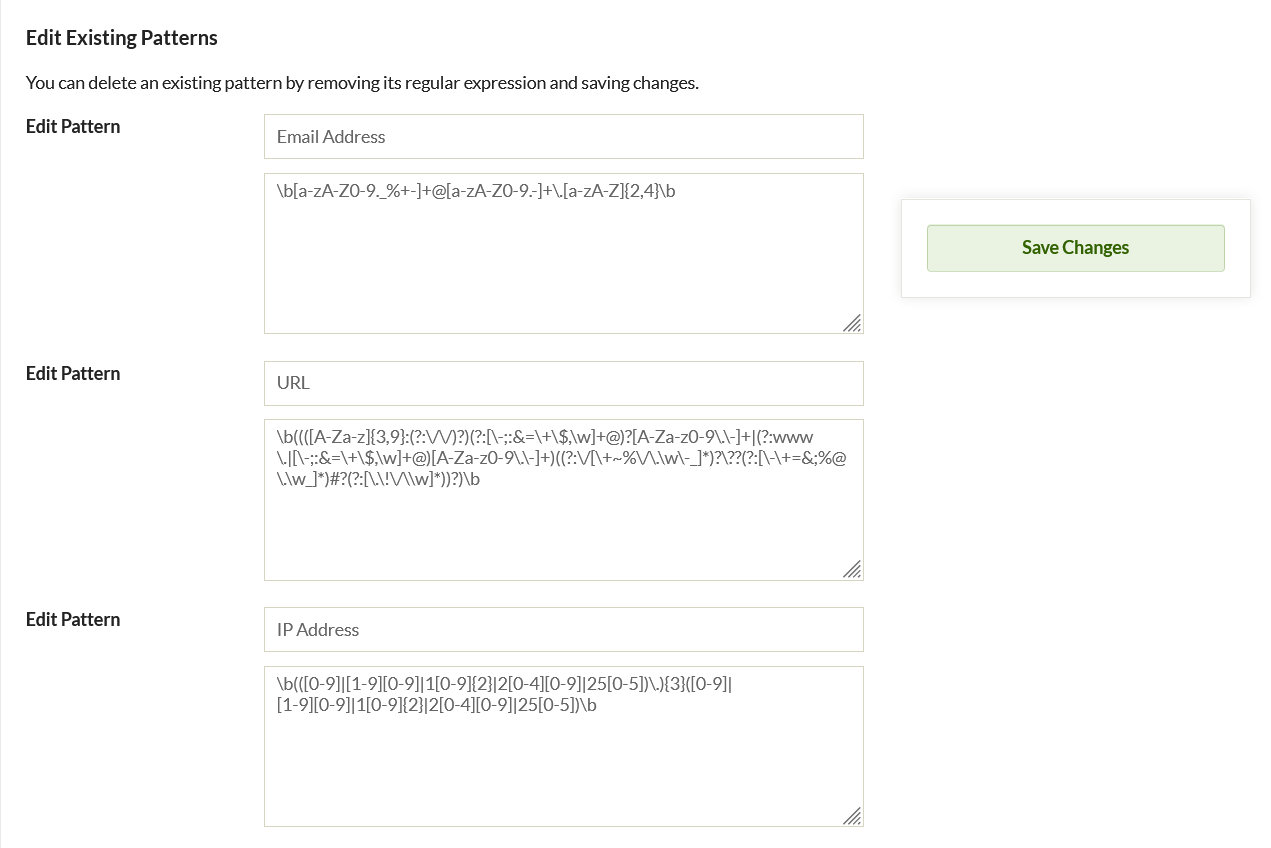 Edit Existing Patterns
You can delete an existing pattern by removing its regular expression and saving changes.
Edit Pattern
Email Address
\b[a-zA-Z0-9._%+-]+@[a-zA-Z0-9.-]+\.[a-zA-Z]{2,4}\b
Save Changes
Edit Pattern
URL
\b((([A-Za-z]{3,9}:(?:\/\/)?)(?:[\-;:&=\+\$,\w]+@)?[A-Za-z0-9\.\-]+|(?:www
\.|[\-;:&=\+\$,\w]+@)[A-Za-z0-9\.\-]+)((?:\/[\+~%\/\.\w\-_]*)?\??(?:[\-\+=&;%@
\.\w_]*)#?(?:[\.\!\/\\w]*))?)\b
Edit Pattern
IP Address
\b(([0-9]|[1-9][0-9]|1[0-9]{2}|2[0-4][0-9]|25[0-5])\.){3}([0-9]|
[1-9][0-9]|1[0-9]{2}|2[0-4][0-9]|25[0-5])\b